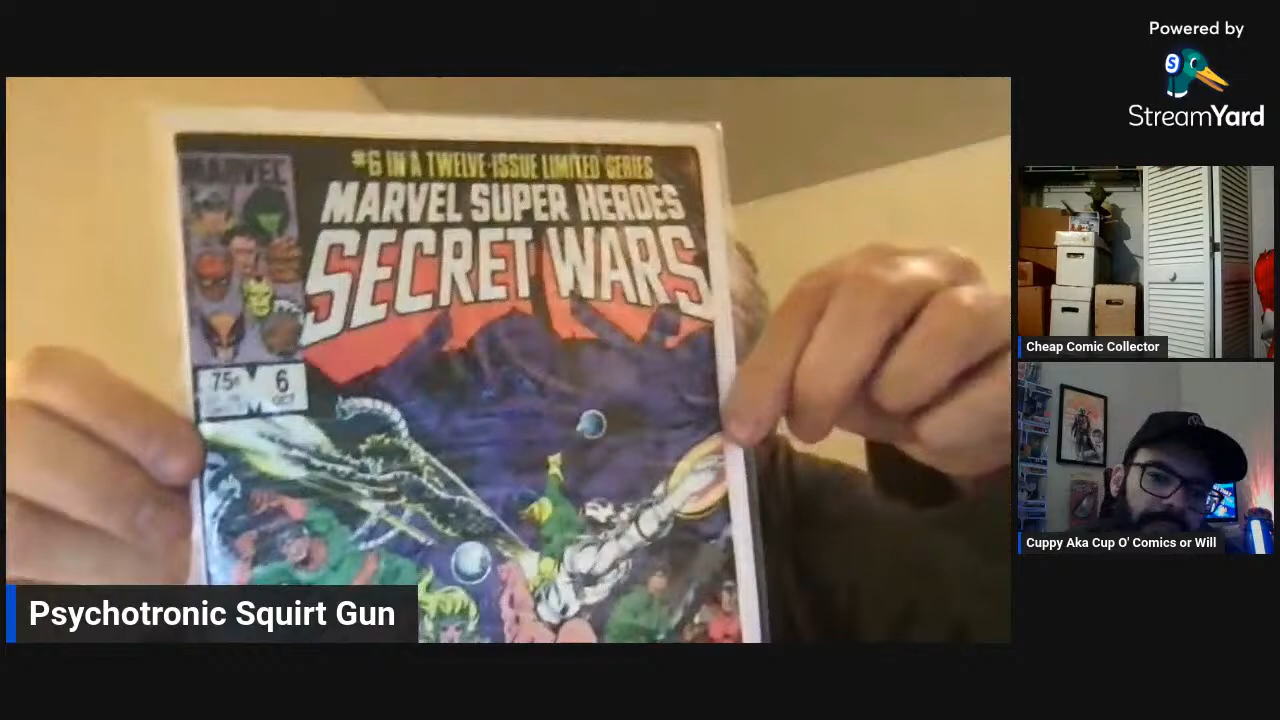 Powered by
StreamYard
MARVEL
#6 IN A TWELVE-ISSUE LIMITED SERIES
MARVEL SUPER HEROES
SECRET WARS
75¢
6
OCT
Psychotronic Squirt Gun
Cheap Comic Collector
Cuppy Aka Cup O' Comics or Will